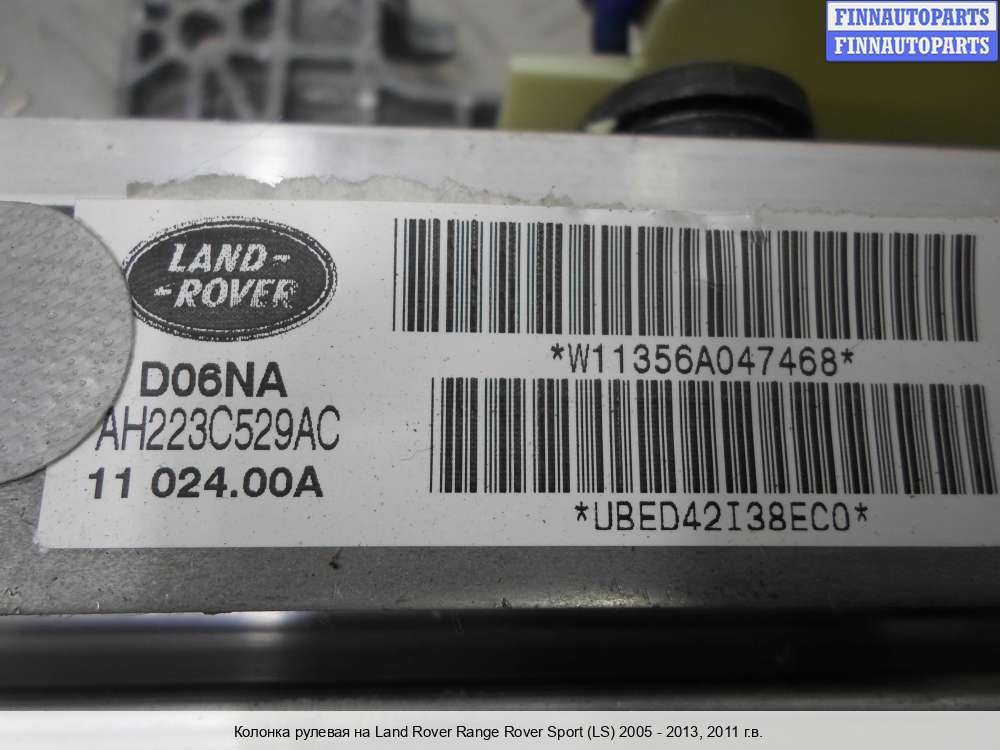 FINNAUTOPARTS
FINNAUTOPARTS
LAND-
-ROVER
*W11356A047468*
D06NA
AH223C529AC
11 024.00A
*UBED42I38EC0*
Колонка рулевая на Land Rover Range Rover Sport (LS) 2005 - 2013, 2011 г.в.